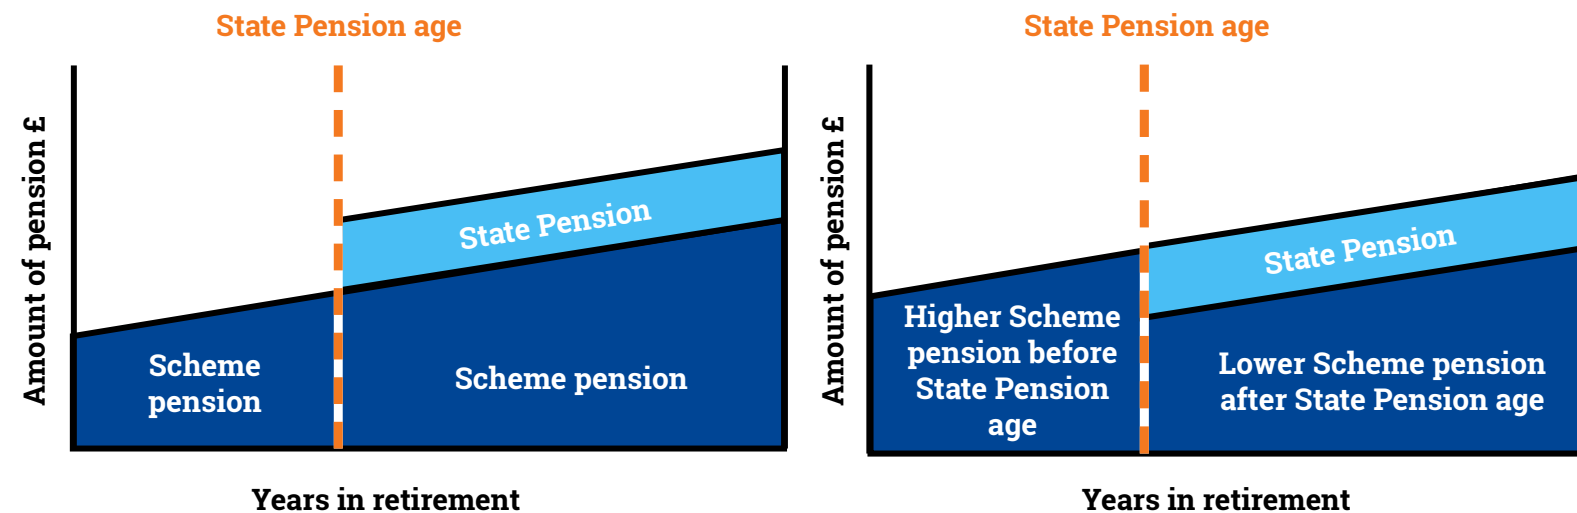 State Pension age
Amount of pension £
State Pension
Scheme
pension
Scheme pension
Years in retirement
State Pension age
Amount of pension £
State Pension
Higher Scheme
pension before
State Pension
age
Lower Scheme pension
after State Pension age
Years in retirement